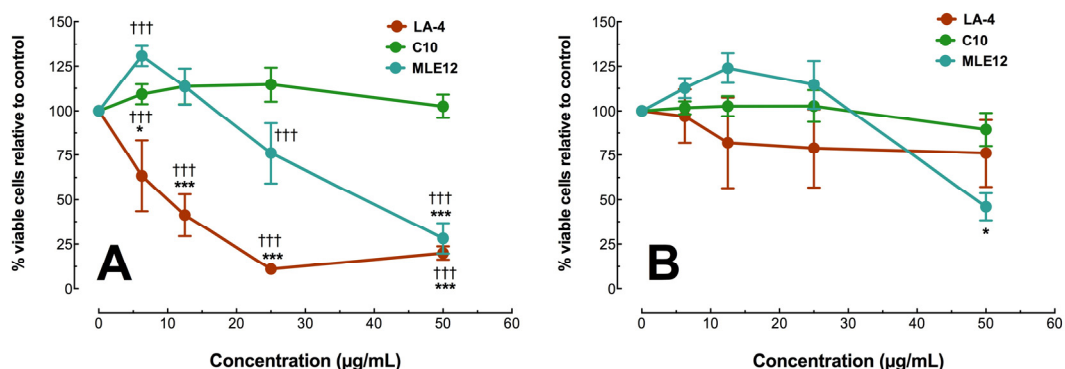 LA-4
C10
MLE12
% viable cells relative to control
150
125
100
75
50
25
0
†††
†††
*
†††
***
†††
†††
***
†††
***
†††
***
A
0 10 20 30 40 50 60
Concentration (µg/mL)
LA-4
C10
MLE12
% viable cells relative to control
150
125
100
75
50
25
0
*
B
0 10 20 30 40 50 60
Concentration (µg/mL)